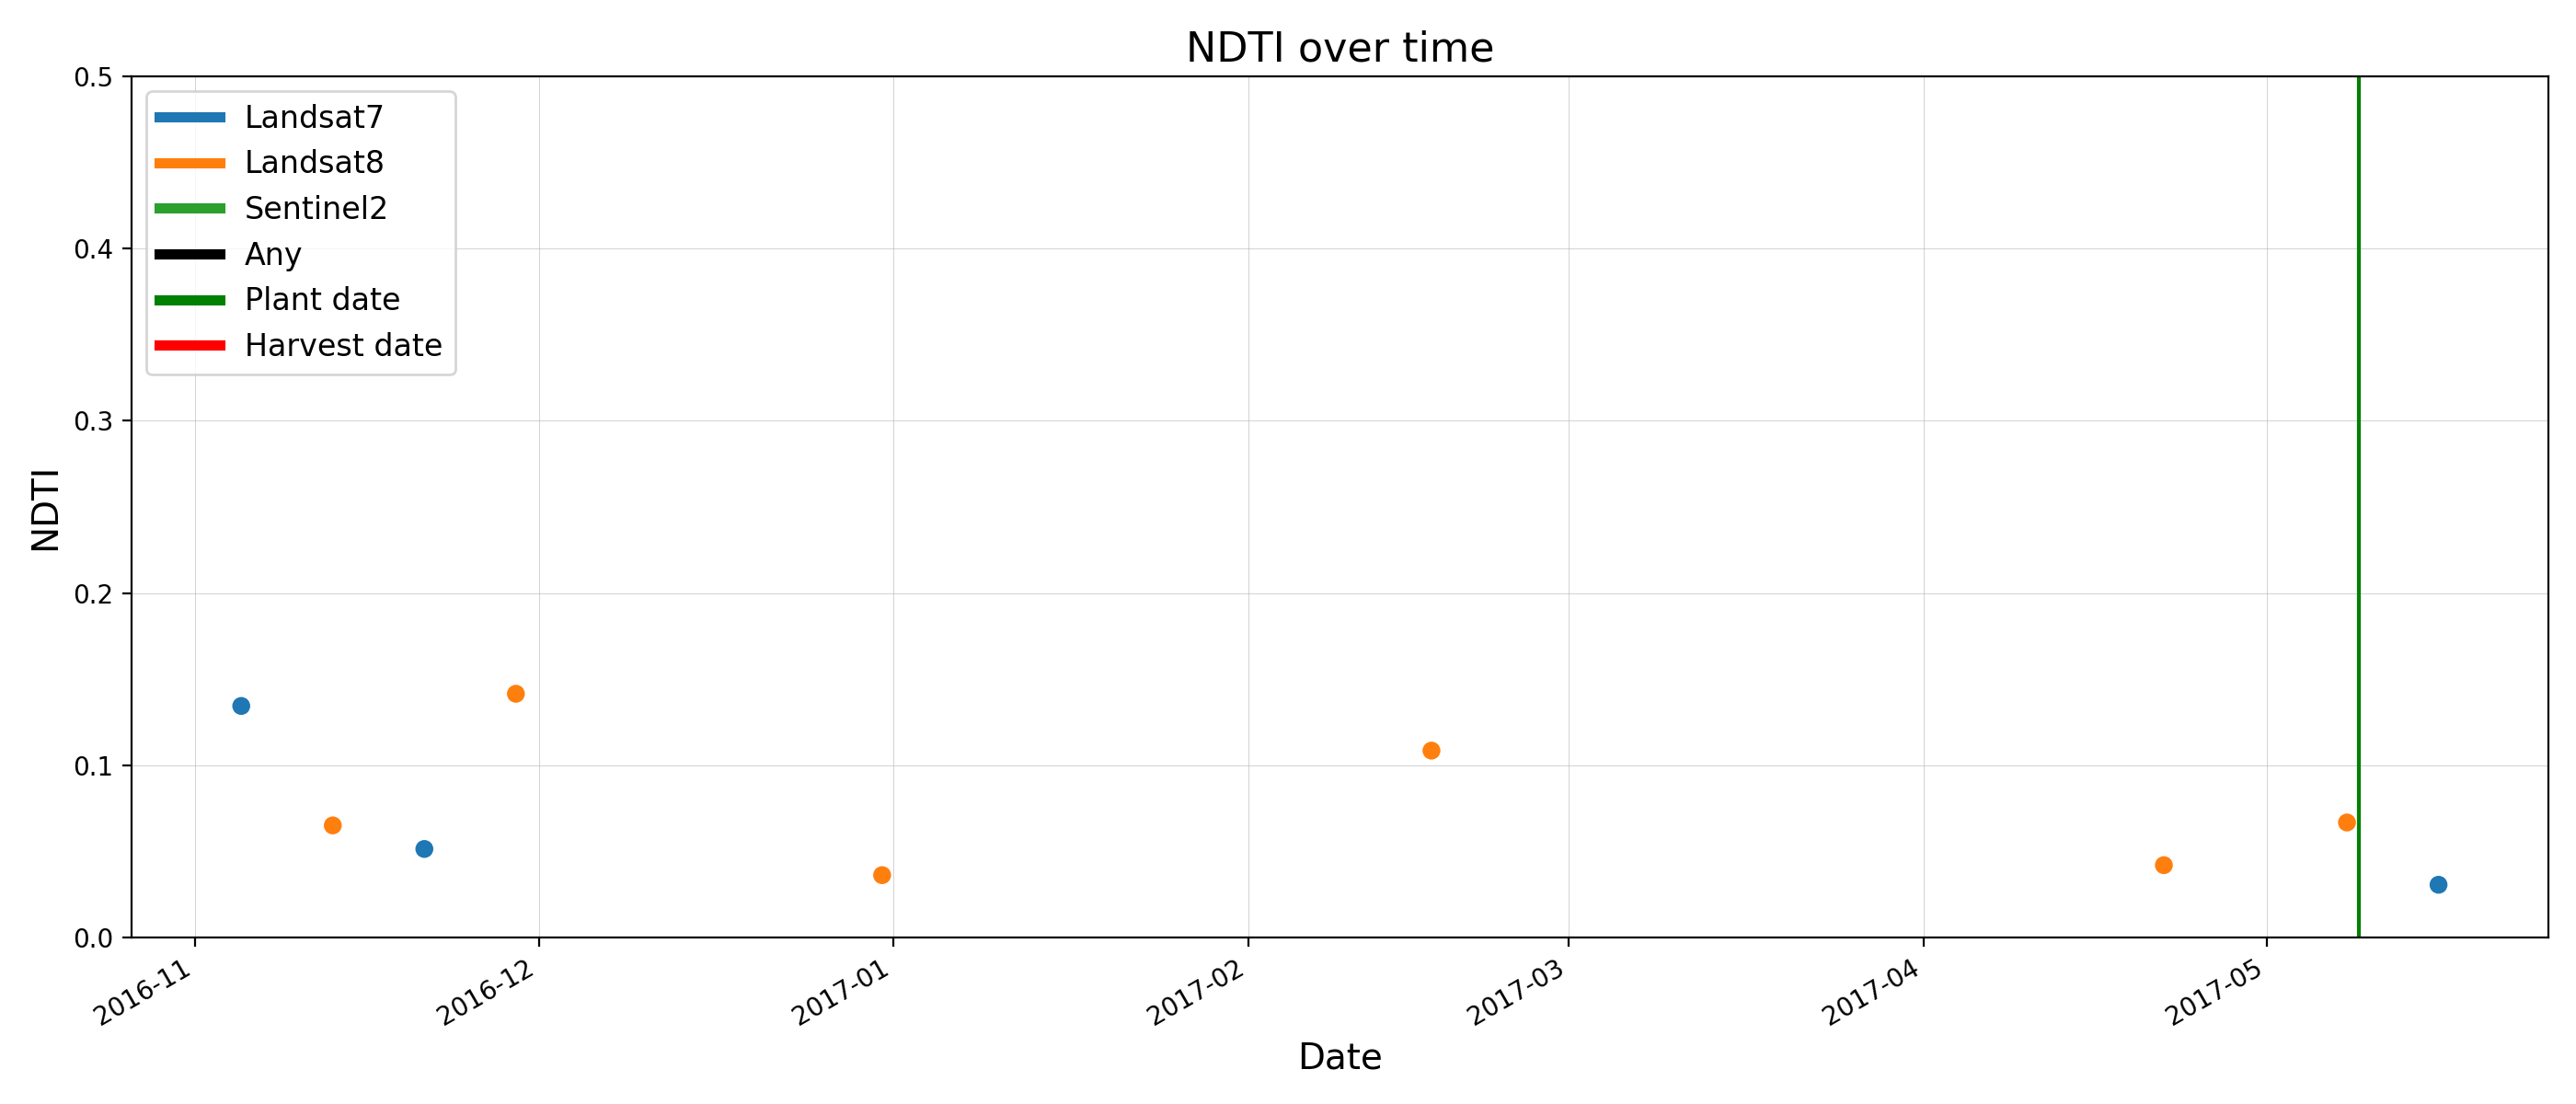 NDTI over time
0.5
0.4
0.3
0.2
0.1
0.0
NDTI
Landsat7
Landsat8
Sentinel2
Any
Plant date
Harvest date
2016-11
2016-12
2017-01
2017-02
2017-03
2017-04
2017-05
Date